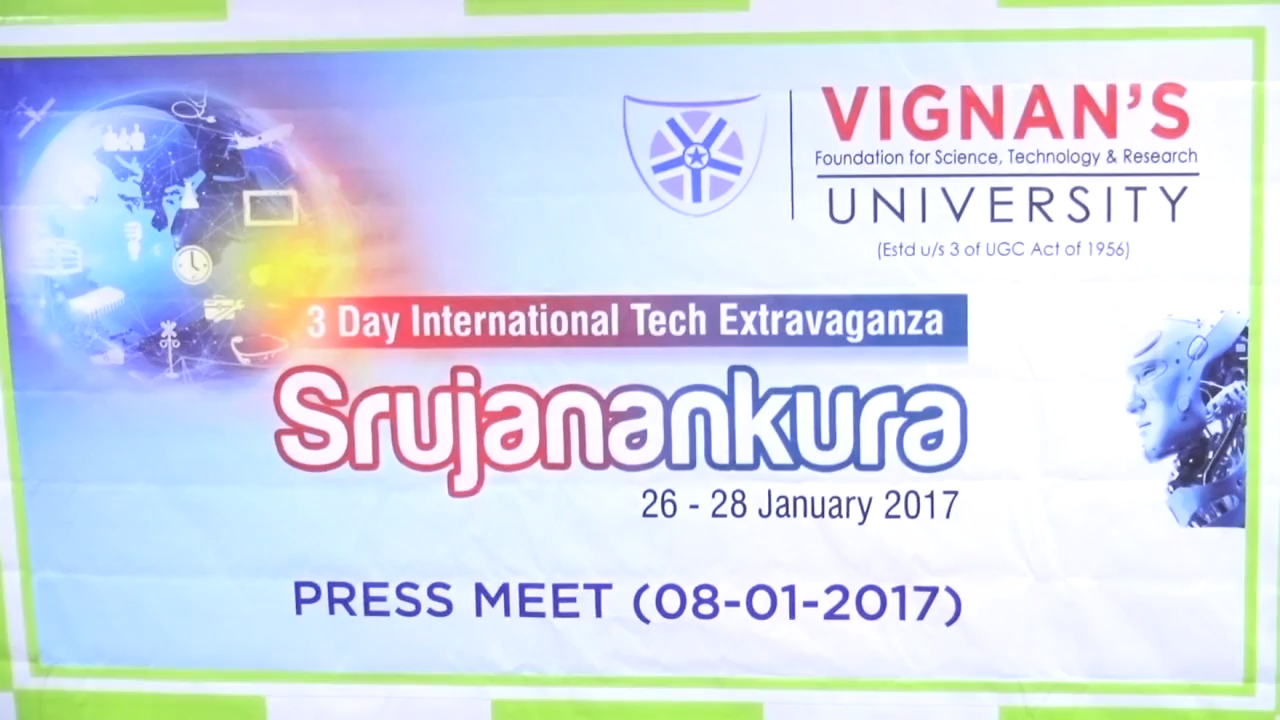 VIGNAN'S
Foundation for Science, Technology & Research
UNIVERSITY
(Estd u/s 3 of UGC Act of 1956)
3 Day International Tech Extravaganza
Srujanankura
26 - 28 January 2017
PRESS MEET (08-01-2017)